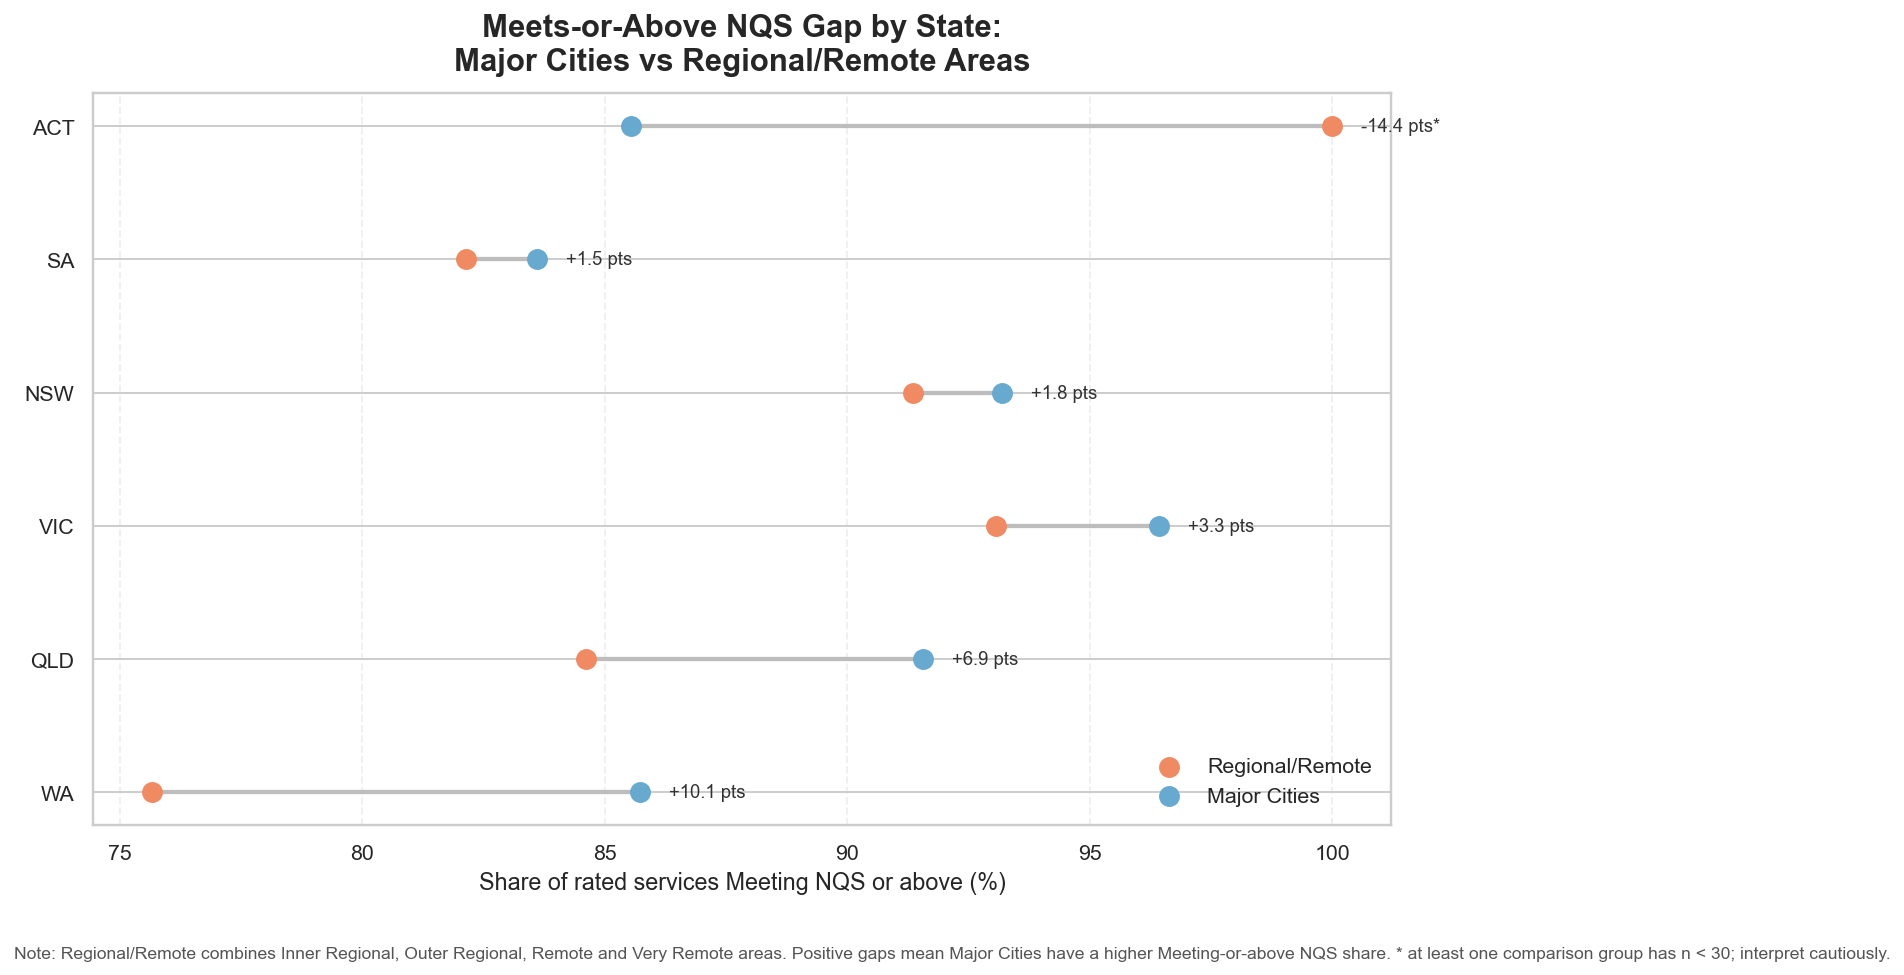 Meets-or-Above NQS Gap by State:
Major Cities vs Regional/Remote Areas
ACT
-14.4 pts*
SA
+1.5 pts
NSW
+1.8 pts
VIC
+3.3 pts
QLD
+6.9 pts
WA
+10.1 pts
Regional/Remote
Major Cities
75 80 85 90 95 100
Share of rated services Meeting NQS or above (%)
Note: Regional/Remote combines Inner Regional, Outer Regional, Remote and Very Remote areas. Positive gaps mean Major Cities have a higher Meeting-or-above NQS share. * at least one comparison group has n < 30; interpret cautiously.